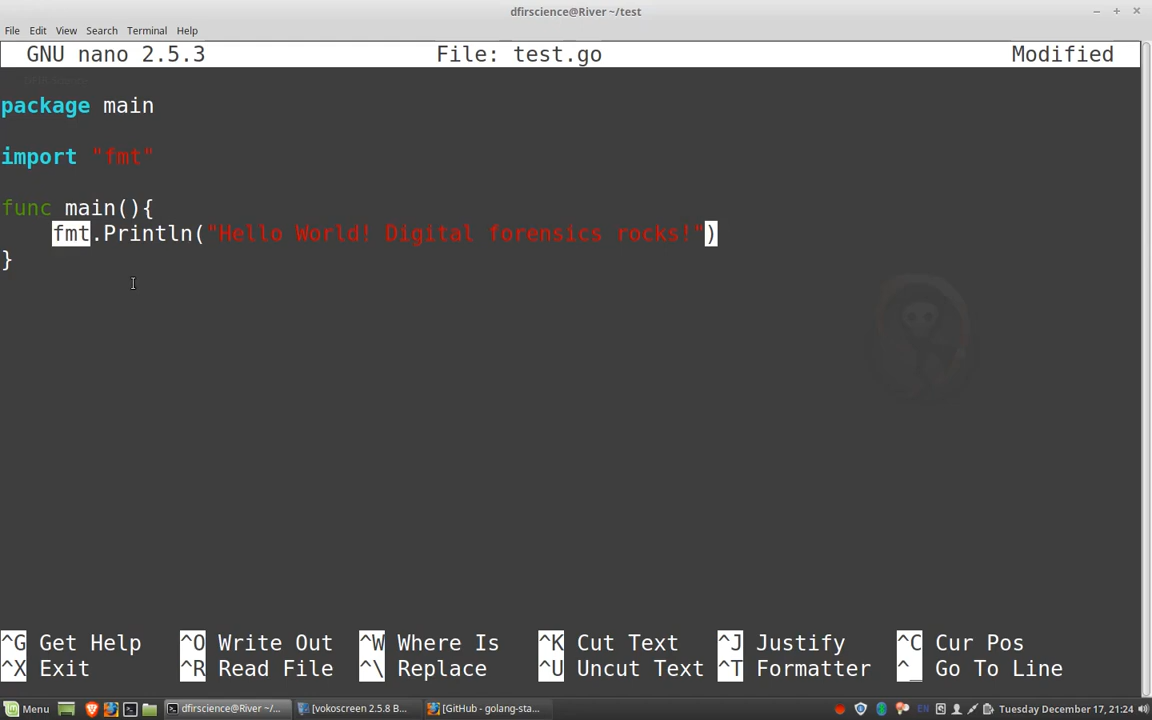 dfirscience@River ~/test
File Edit View Search Terminal Help
GNU nano 2.5.3 File: test.go Modified
package main
import "fmt"
func main(){
fmt.Println("Hello World! Digital forensics rocks!")
}
^G Get Help ^O Write Out ^W Where Is ^K Cut Text ^J Justify ^C Cur Pos
^X Exit ^R Read File ^\ Replace ^U Uncut Text ^T Formatter ^_ Go To Line
Menu dfirscience@River ~/... [vokoscreen 2.5.8 B... [GitHub - golang-sta... EN Tuesday December 17, 21:24